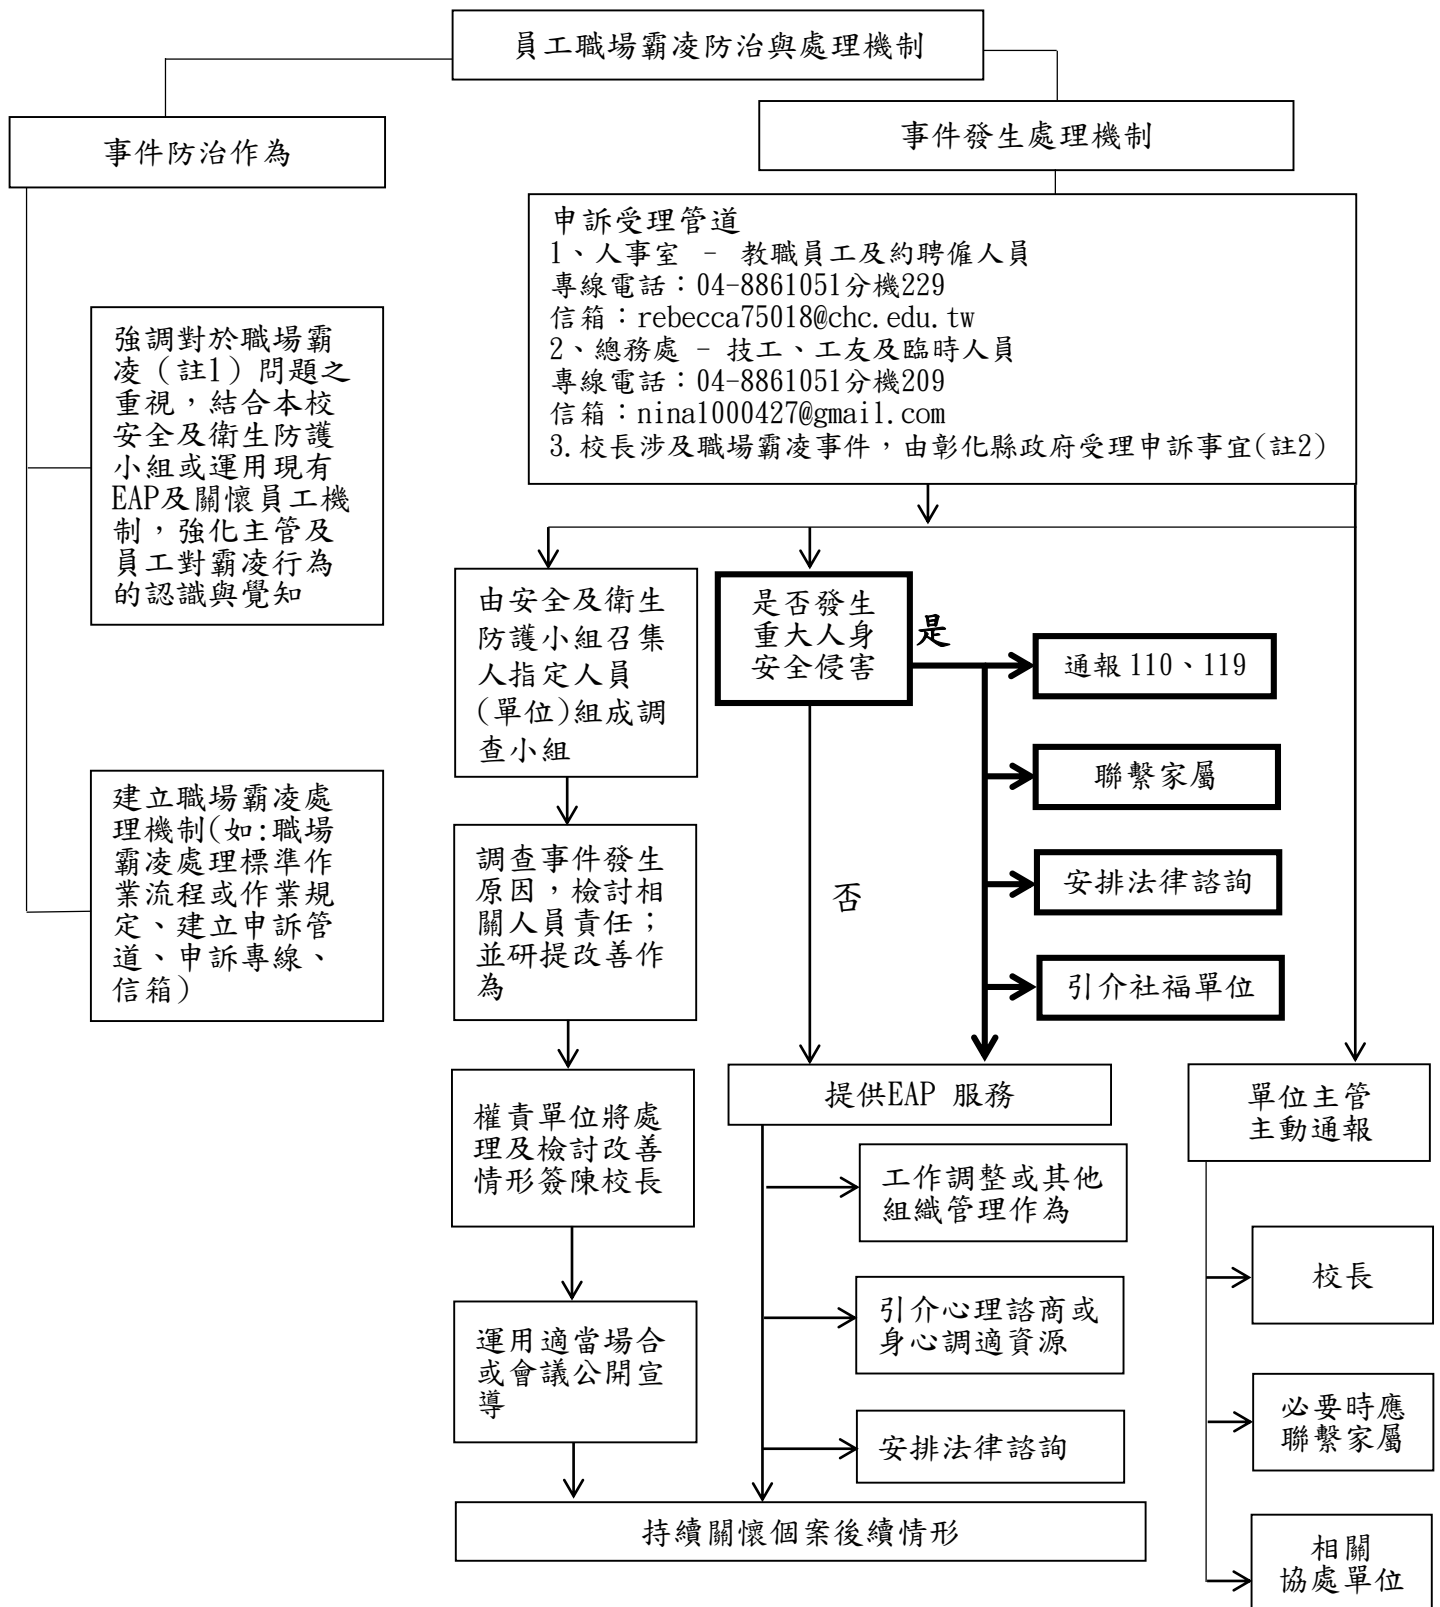 員工職場霸凌防治與處理機制
事件防治作為
事件發生處理機制
申訴受理管道
1、人事室 - 教職員工及約聘僱人員
專線電話：04-8861051分機229
信箱：rebecca75018@chc.edu.tw
2、總務處 - 技工、工友及臨時人員
專線電話：04-8861051分機209
信箱：nina1000427@gmail.com
3.校長涉及職場霸凌事件，由彰化縣政府受理申訴事宜(註2)
強調對於職場霸
凌（註1）問題之
重視，結合本校
安全及衛生防護
小組或運用現有
EAP及關懷員工機
制，強化主管及
員工對霸凌行為
的認識與覺知
建立職場霸凌處
理機制(如:職場
霸凌處理標準作
業流程或作業規
定、建立申訴管
道、申訴專線、
信箱)
由安全及衛生
防護小組召集
人指定人員
(單位)組成調
查小組
調查事件發生
原因，檢討相
關人員責任；
並研提改善作
為
權責單位將處
理及檢討改善
情形簽陳校長
運用適當場合
或會議公開宣
導
是否發生
重大人身
安全侵害
是
否
通報 110、119
聯繫家屬
安排法律諮詢
引介社福單位
提供EAP 服務
工作調整或其他
組織管理作為
引介心理諮商或
身心調適資源
安排法律諮詢
持續關懷個案後續情形
單位主管
主動通報
校長
必要時應
聯繫家屬
相關
協處單位